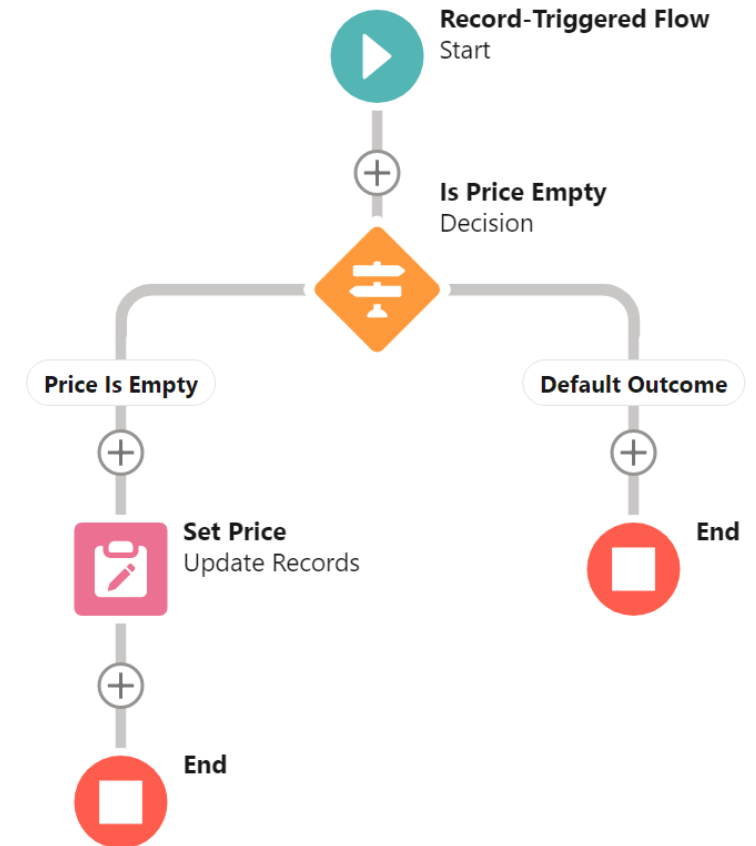 Record-Triggered Flow
Start
Is Price Empty
Decision
Price Is Empty
Default Outcome
Set Price
Update Records
End
End